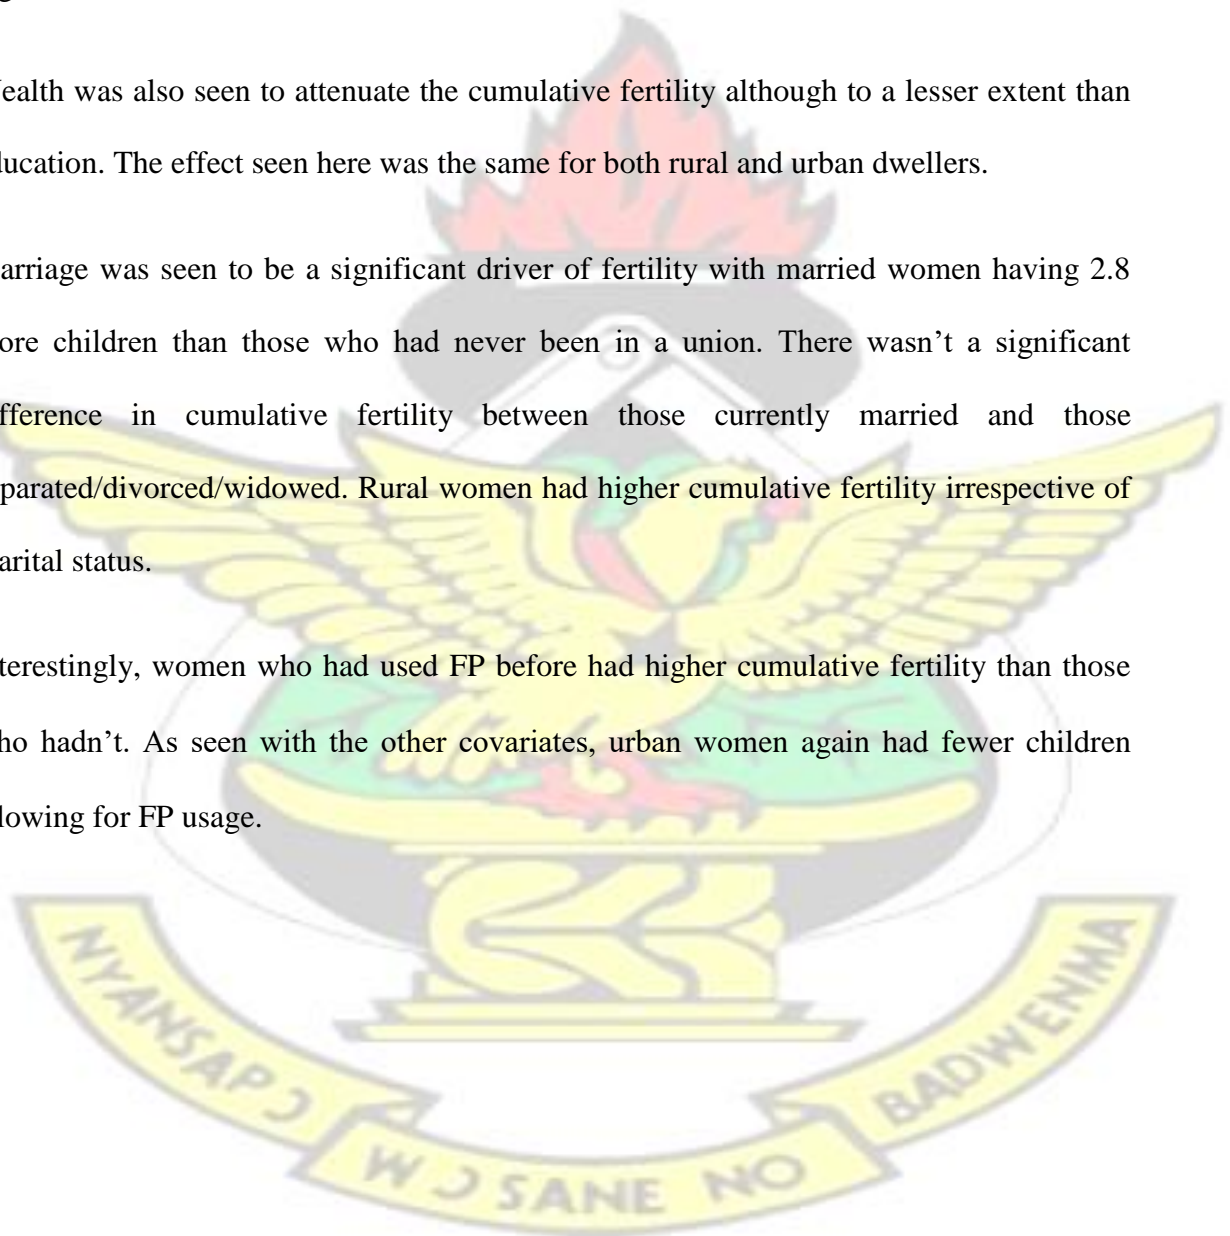 ealth was also seen to attenuate the cumulative fertility although to a lesser extent than
ducation. The effect seen here was the same for both rural and urban dwellers.
arriage was seen to be a significant driver of fertility with married women having 2.8
ore children than those who had never been in a union. There wasn’t a significant
fference in cumulative fertility between those currently married and those
parated/divorced/widowed. Rural women had higher cumulative fertility irrespective of
arital status.
terestingly, women who had used FP before had higher cumulative fertility than those
ho hadn’t. As seen with the other covariates, urban women again had fewer children
lowing for FP usage.
NYANSAPƆ WƆSANE NO BADWENMA